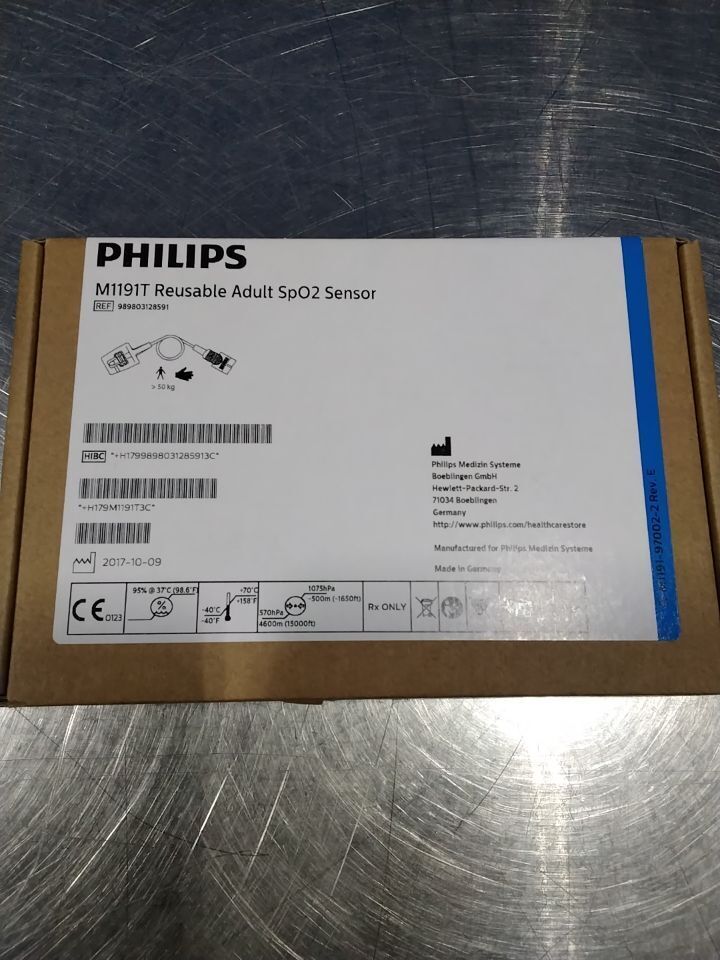 PHILIPS
M1191T Reusable Adult SpO2 Sensor
REF 989803128591
> 50 kg
HIBC *+H1799898031285913C*
*+H179M1191T3C*
2017-10-09
Philips Medizin Systeme
Boeblingen GmbH
Hewlett-Packard-Str. 2
71034 Boeblingen
Germany
http://www.philips.com/healthcarestore
Manufactured for Philips Medizin Systeme
Made in Germany
CE 0123
95% @ 37°C (98.6°F)
%
+70°C
+158°F
-40°C
-40°F
1075hPa
-500m (-1650ft)
570hPa
4600m (15000ft)
Rx ONLY
M1191-97002-2 Rev. E